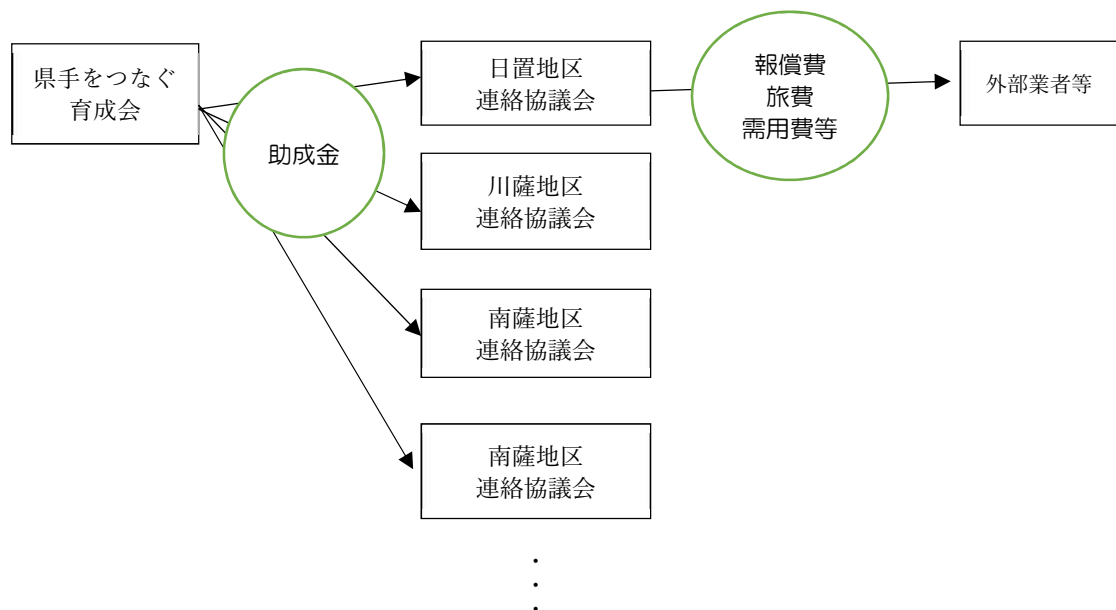 県手をつなぐ
育成会
助成金
日置地区
連絡協議会
報償費
旅費
需用費等
外部業者等
川薩地区
連絡協議会
南薩地区
連絡協議会
南薩地区
連絡協議会
・
・
・